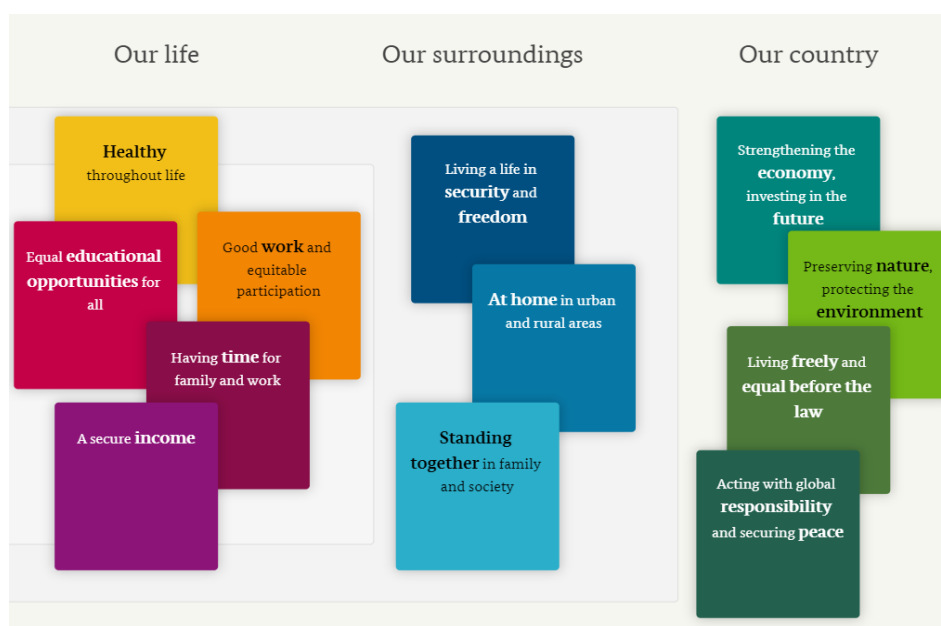 Our life
Our surroundings
Our country
Healthy
throughout life
Equal educational
opportunities for
all
Good work and
equitable
participation
Having time for
family and work
A secure income
Living a life in
security and
freedom
At home in urban
and rural areas
Standing
together in family
and society
Strengthening the
economy,
investing in the
future
Preserving nature,
protecting the
environment
Living freely and
equal before the
law
Acting with global
responsibility
and securing peace